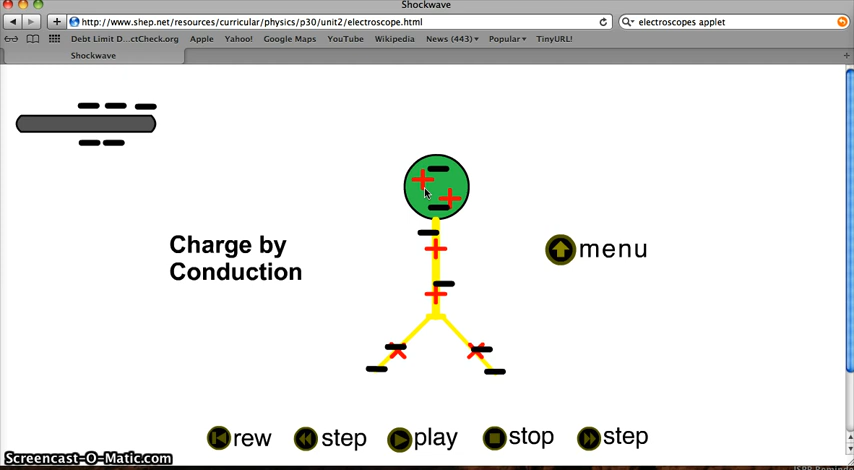 Shockwave
http://www.shep.net/resources/curricular/physics/p30/unit2/electroscope.html
electroscopes applet
Debt Limit D...ctCheck.org Apple Yahoo! Google Maps YouTube Wikipedia News (443) Popular TinyURL!
Shockwave
Charge by
Conduction
menu
rew step play stop step
Screencast-O-Matic.com